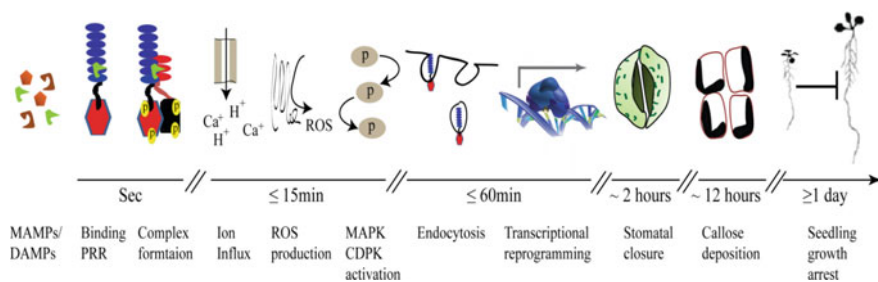 P
P
P
P
H⁺
Ca⁺
H⁺
Ca⁺
ROS
p
p
p
Sec
≤ 15min
≤ 60min
~ 2 hours
~ 12 hours
≥1 day
MAMPs/
DAMPs
Binding
PRR
Complex
formtaion
Ion
Influx
ROS
production
MAPK
CDPK
activation
Endocytosis
Transcriptional
reprogramming
Stomatal
closure
Callose
deposition
Seedling
growth
arrest